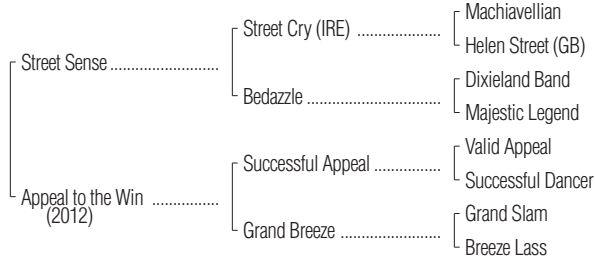 Machiavellian
Street Cry (IRE) ..................
Helen Street (GB)
Street Sense .......................
Dixieland Band
Bedazzle .............................
Majestic Legend
Valid Appeal
Successful Appeal ..............
Successful Dancer
Appeal to the Win ..............
(2012)
Grand Slam
Grand Breeze .....................
Breeze Lass